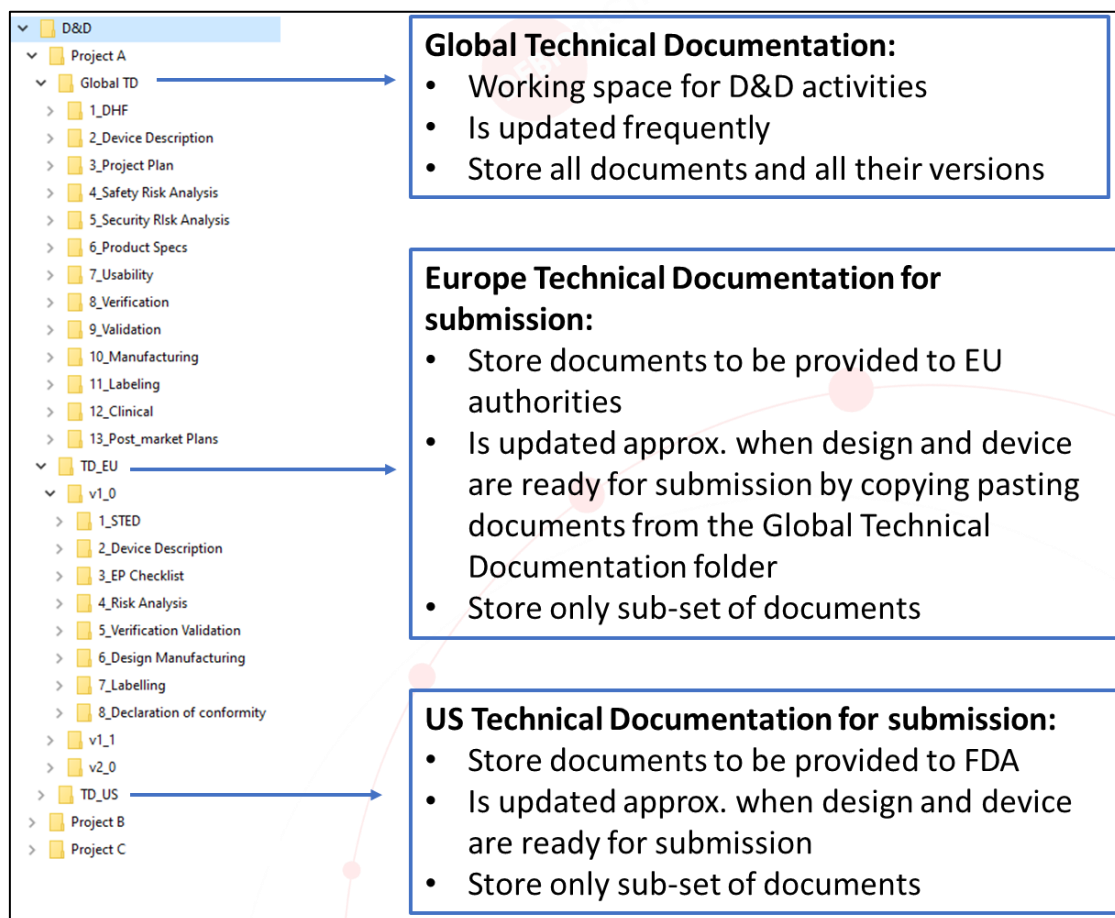 D&D
Project A
Global TD
1_DHF
2_Device Description
3_Project Plan
4_Safety Risk Analysis
5_Security RIsk Analysis
6_Product Specs
7_Usability
8_Verification
9_Validation
10_Manufacturing
11_Labeling
12_Clinical
13_Post_market Plans
TD_EU
v1_0
1_STED
2_Device Description
3_EP Checklist
4_Risk Analysis
5_Verification Validation
6_Design Manufacturing
7_Labelling
8_Declaration of conformity
v1_1
v2_0
TD_US
Project B
Project C
Global Technical Documentation:
• Working space for D&D activities
• Is updated frequently
• Store all documents and all their versions
Europe Technical Documentation for
submission:
• Store documents to be provided to EU
authorities
• Is updated approx. when design and device
are ready for submission by copying pasting
documents from the Global Technical
Documentation folder
• Store only sub-set of documents
US Technical Documentation for submission:
• Store documents to be provided to FDA
• Is updated approx. when design and device
are ready for submission
• Store only sub-set of documents